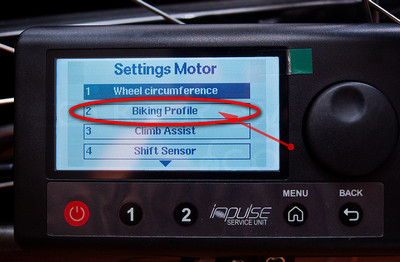 Settings Motor
1 Wheel circumference
2 Biking Profile
3 Climb Assist
4 Shift Sensor
MENU BACK
1 2 impulse
SERVICE UNIT